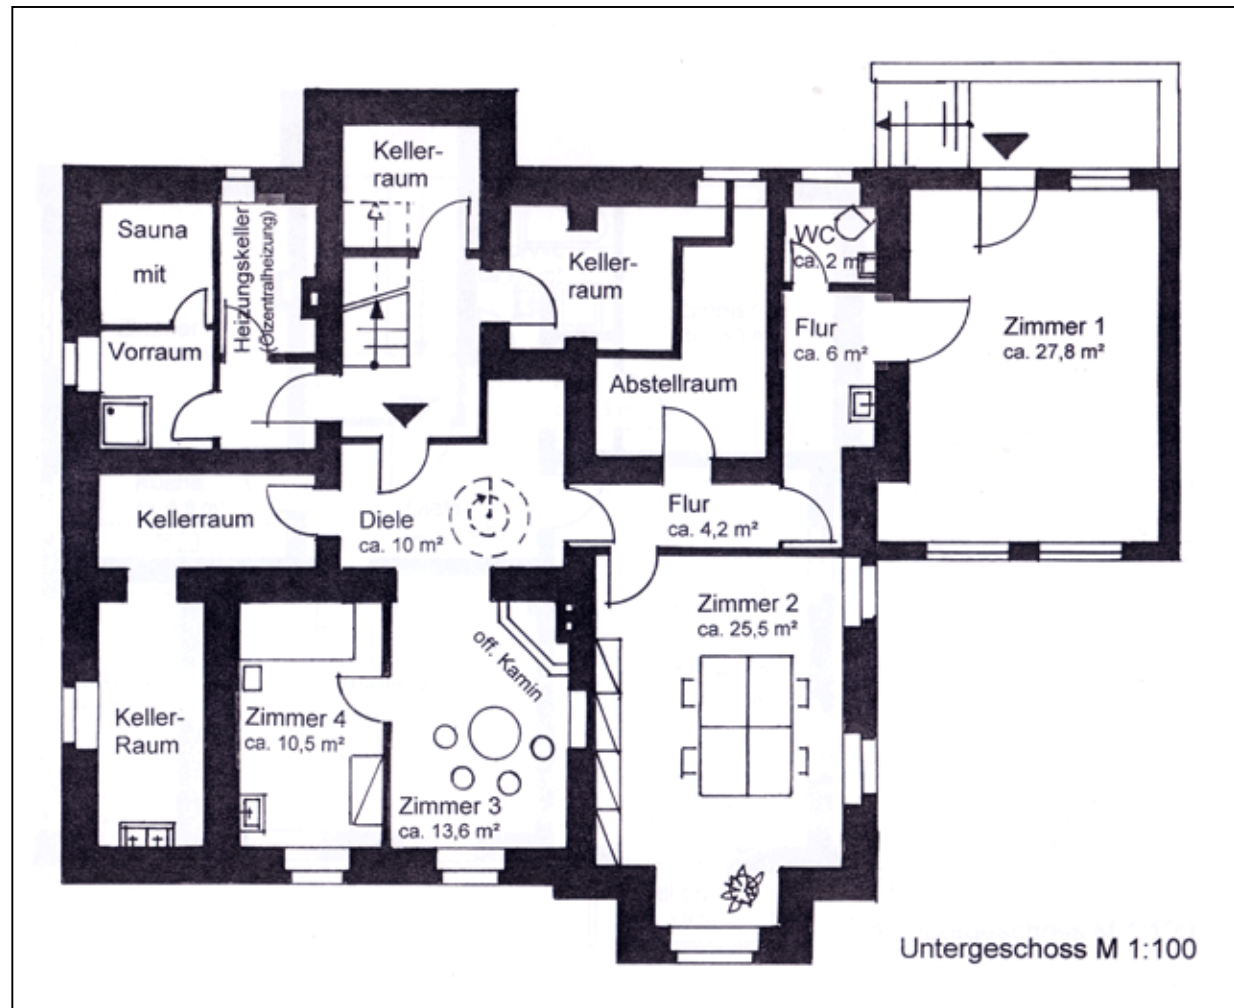 Keller-
raum
Sauna
mit
Heizungskeller
(Ölzentralheizung)
Keller-
raum
WC
ca. 2 m²
Flur
ca. 6 m²
Zimmer 1
ca. 27,8 m²
Vorraum
Abstellraum
Kellerraum
Diele
ca. 10 m²
Flur
ca. 4,2 m²
Zimmer 2
ca. 25,5 m²
off. Kamin
Keller-
Raum
Zimmer 4
ca. 10,5 m²
Zimmer 3
ca. 13,6 m²
Untergeschoss M 1:100